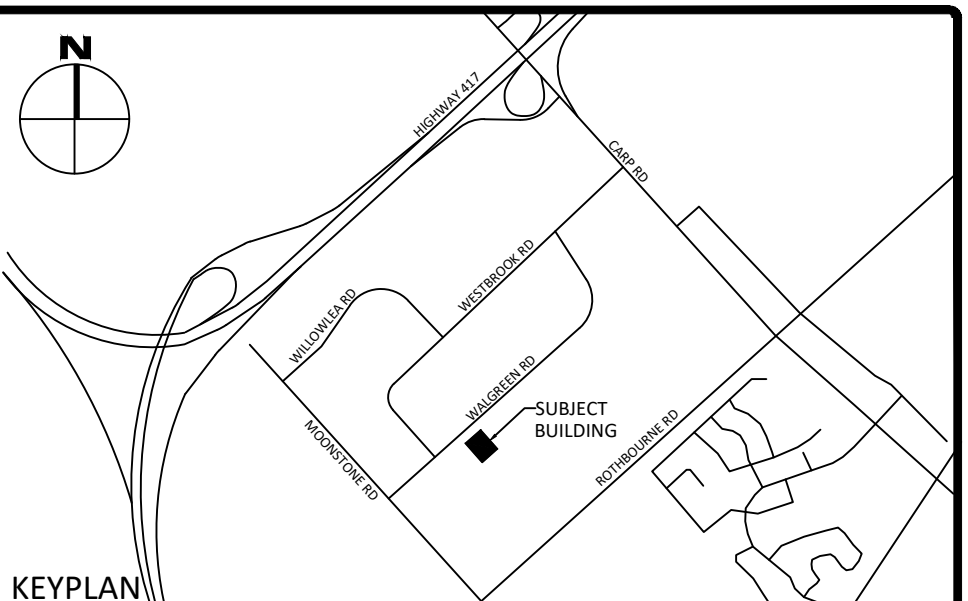 N
HIGHWAY 417
CARP RD
WESTBROOK RD
WILLOWLEA RD
WALGREEN RD
SUBJECT
BUILDING
MOONSTONE RD
ROTHBOURNE RD
KEYPLAN